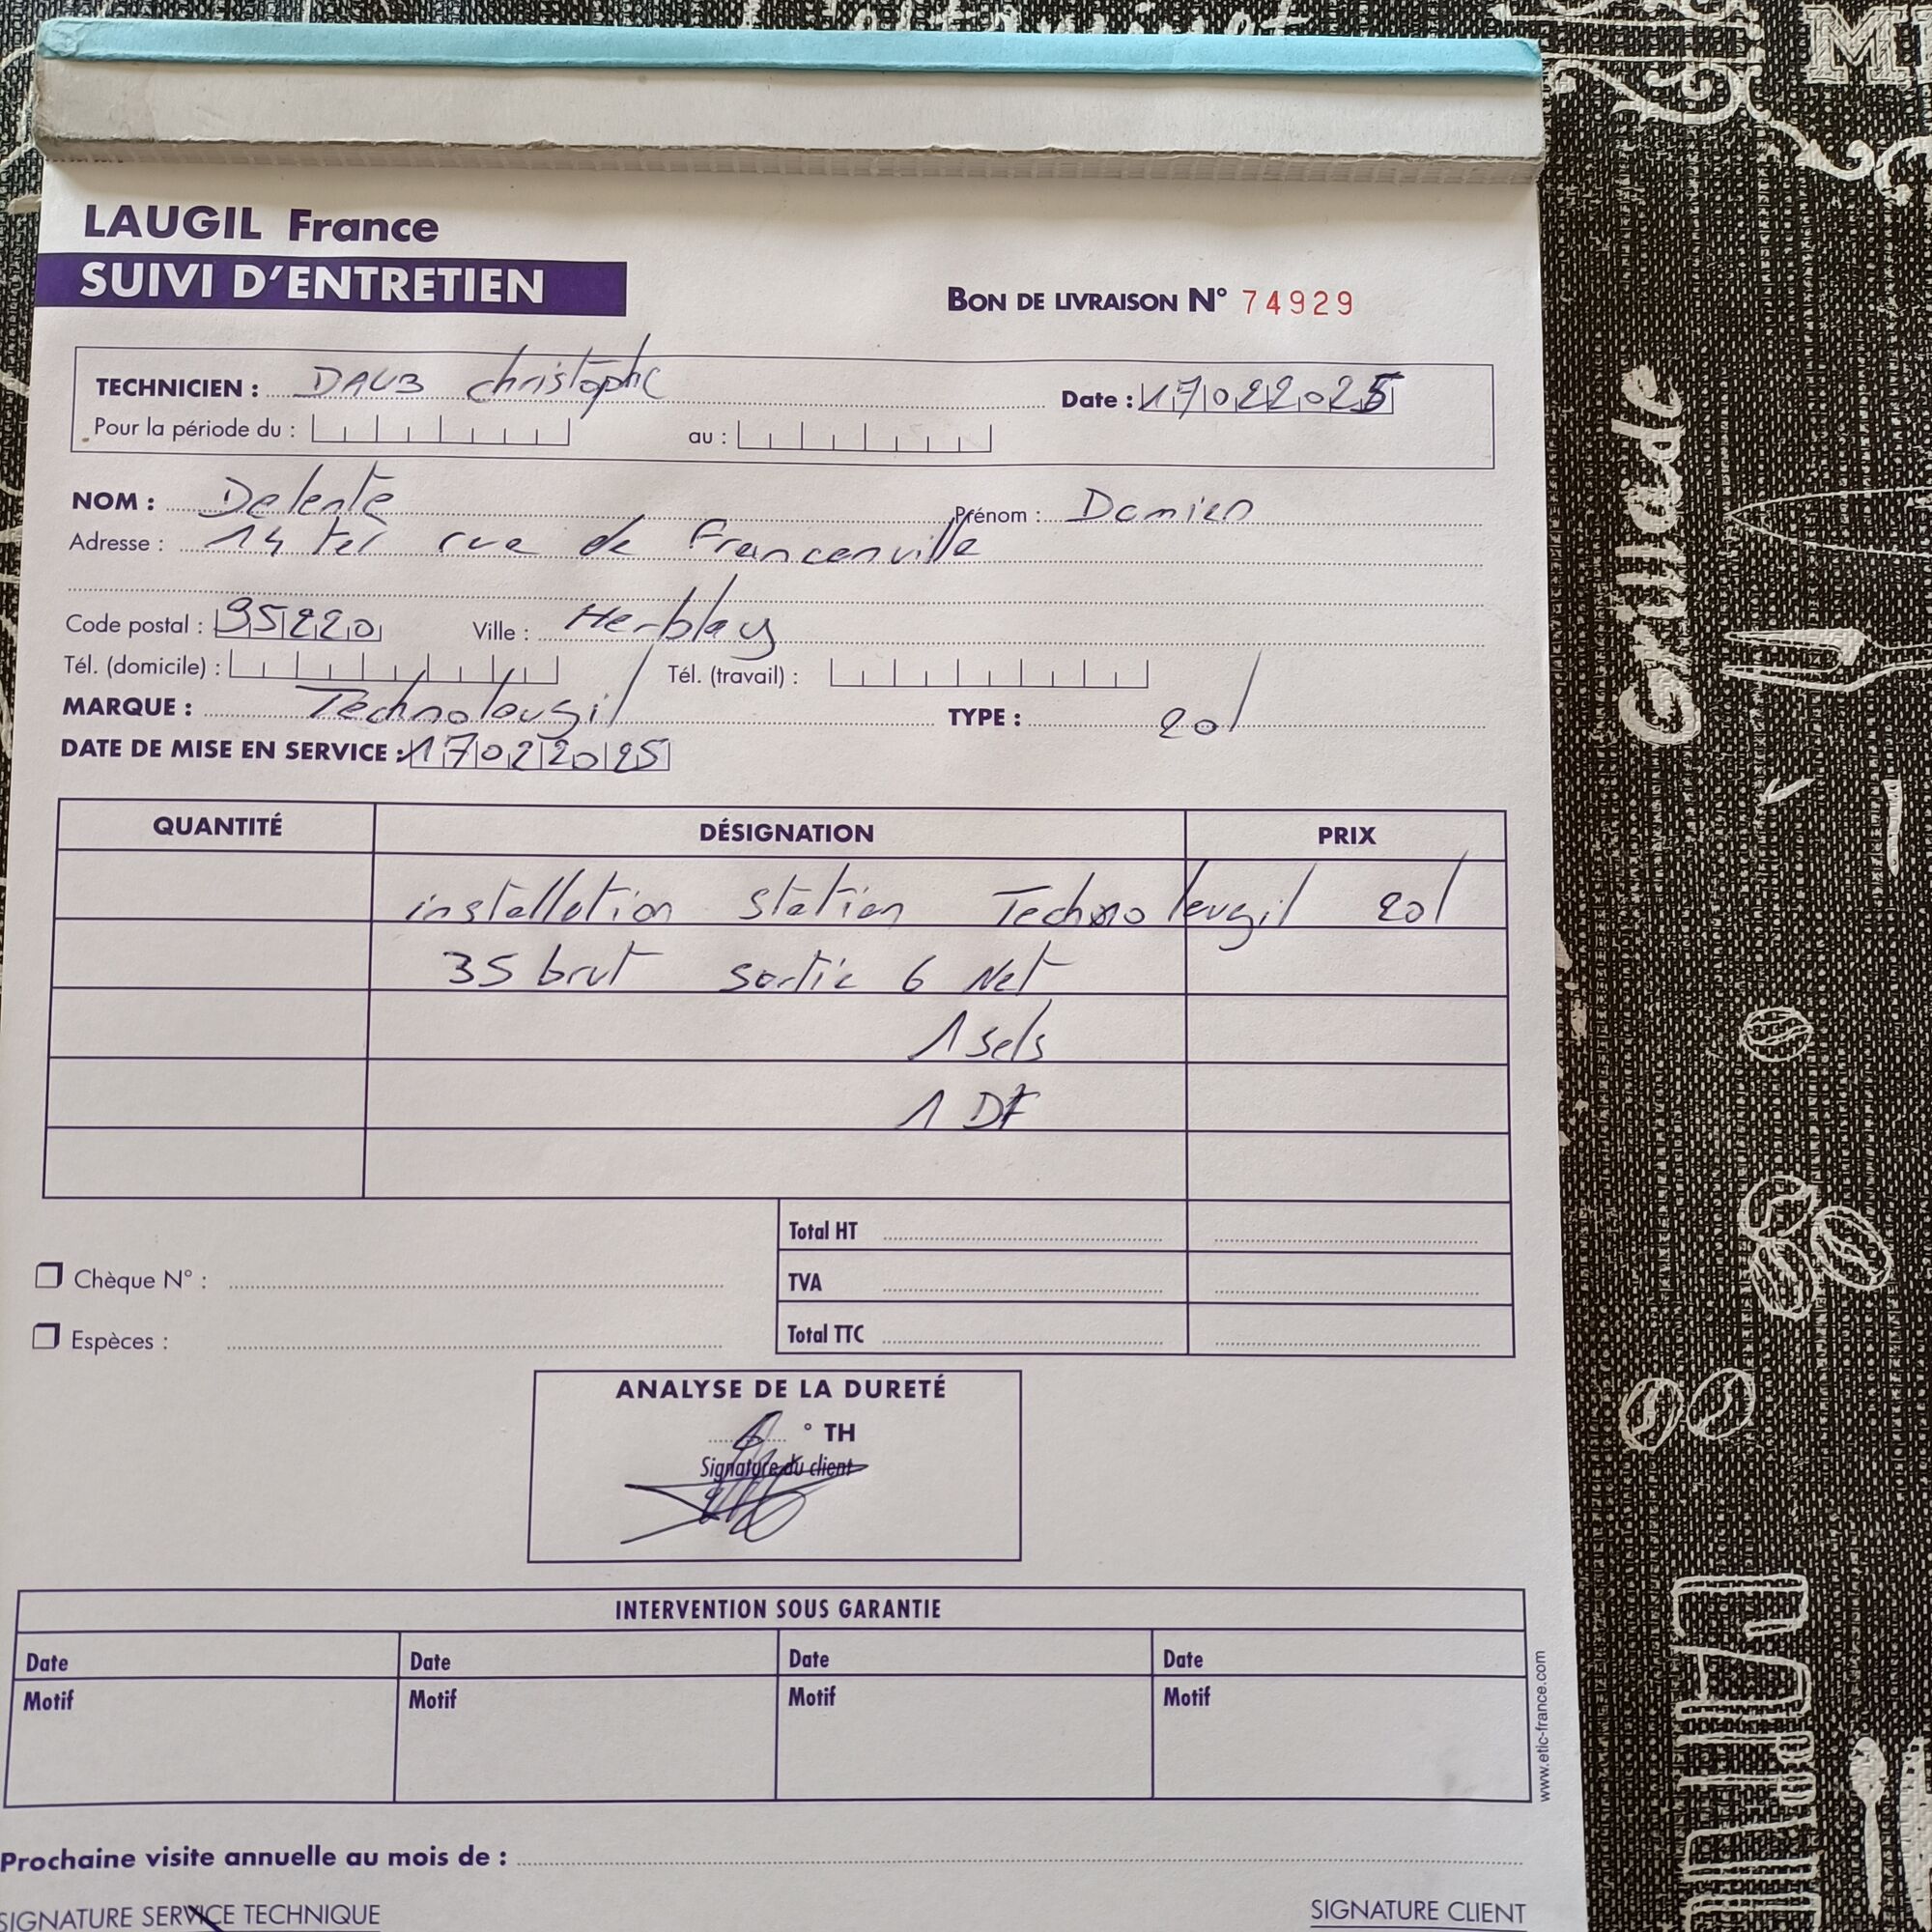 LAUGIL France
SUIVI D'ENTRETIEN
BON DE LIVRAISON N° 74929
TECHNICIEN : DAUB christophe Date : 17022025
Pour la période du : au :
NOM : Delente Prénom : Damien
Adresse : 14 ter rue de Franconville
Code postal : 95220 Ville : Herblay
Tél. (domicile) : Tél. (travail) :
MARQUE : Technolaugil TYPE : 20l
DATE DE MISE EN SERVICE : 17022025
QUANTITÉ DÉSIGNATION PRIX
installation station Technolaugil 20l
35 brut sortie 6 Net
1 sels
1 DF
Total HT
Chèque N° : TVA
Espèces : Total TTC
ANALYSE DE LA DURETÉ
6 ° TH
Signature du client
INTERVENTION SOUS GARANTIE
Date Date Date Date
Motif Motif Motif Motif
www.etic-france.com
Prochaine visite annuelle au mois de :
SIGNATURE SERVICE TECHNIQUE SIGNATURE CLIENT
Grillade